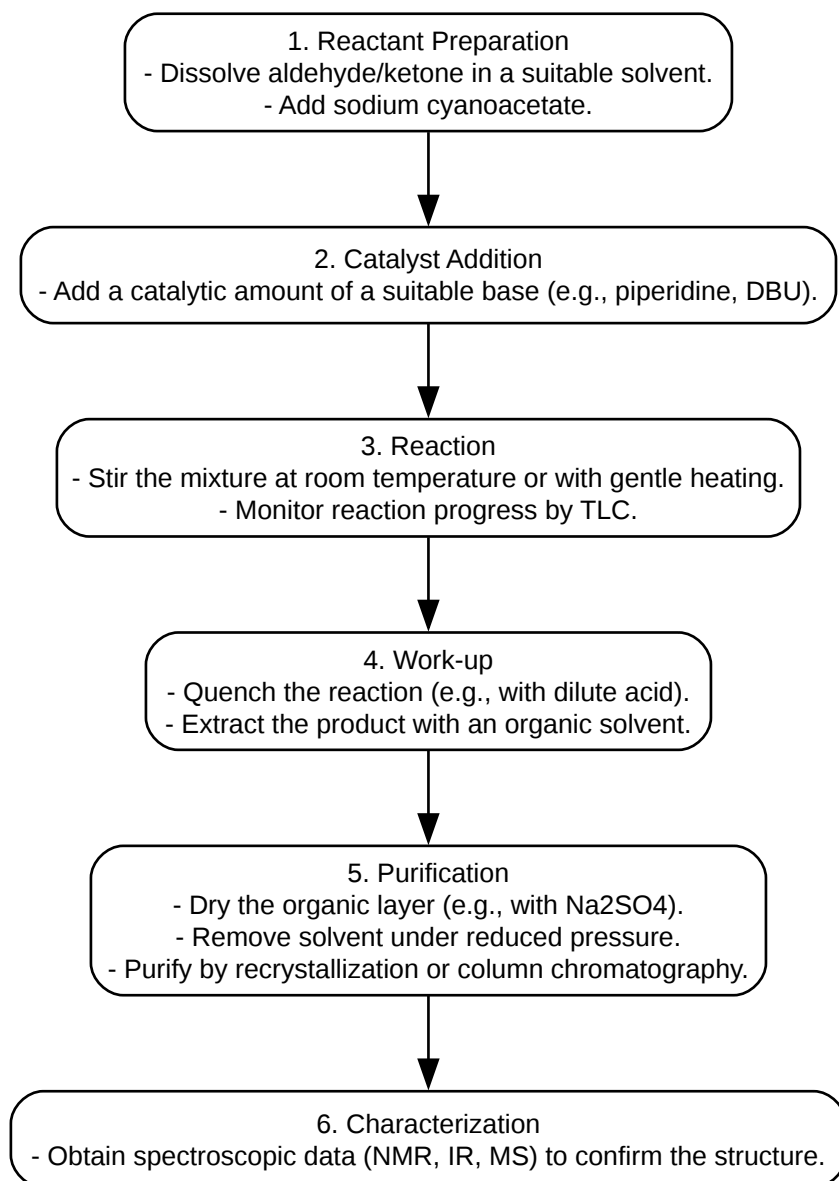 1. Reactant Preparation
- Dissolve aldehyde/ketone in a suitable solvent.
- Add sodium cyanoacetate.
2. Catalyst Addition
- Add a catalytic amount of a suitable base (e.g., piperidine, DBU).
3. Reaction
- Stir the mixture at room temperature or with gentle heating.
- Monitor reaction progress by TLC.
4. Work-up
- Quench the reaction (e.g., with dilute acid).
- Extract the product with an organic solvent.
5. Purification
- Dry the organic layer (e.g., with Na2SO4).
- Remove solvent under reduced pressure.
- Purify by recrystallization or column chromatography.
6. Characterization
- Obtain spectroscopic data (NMR, IR, MS) to confirm the structure.